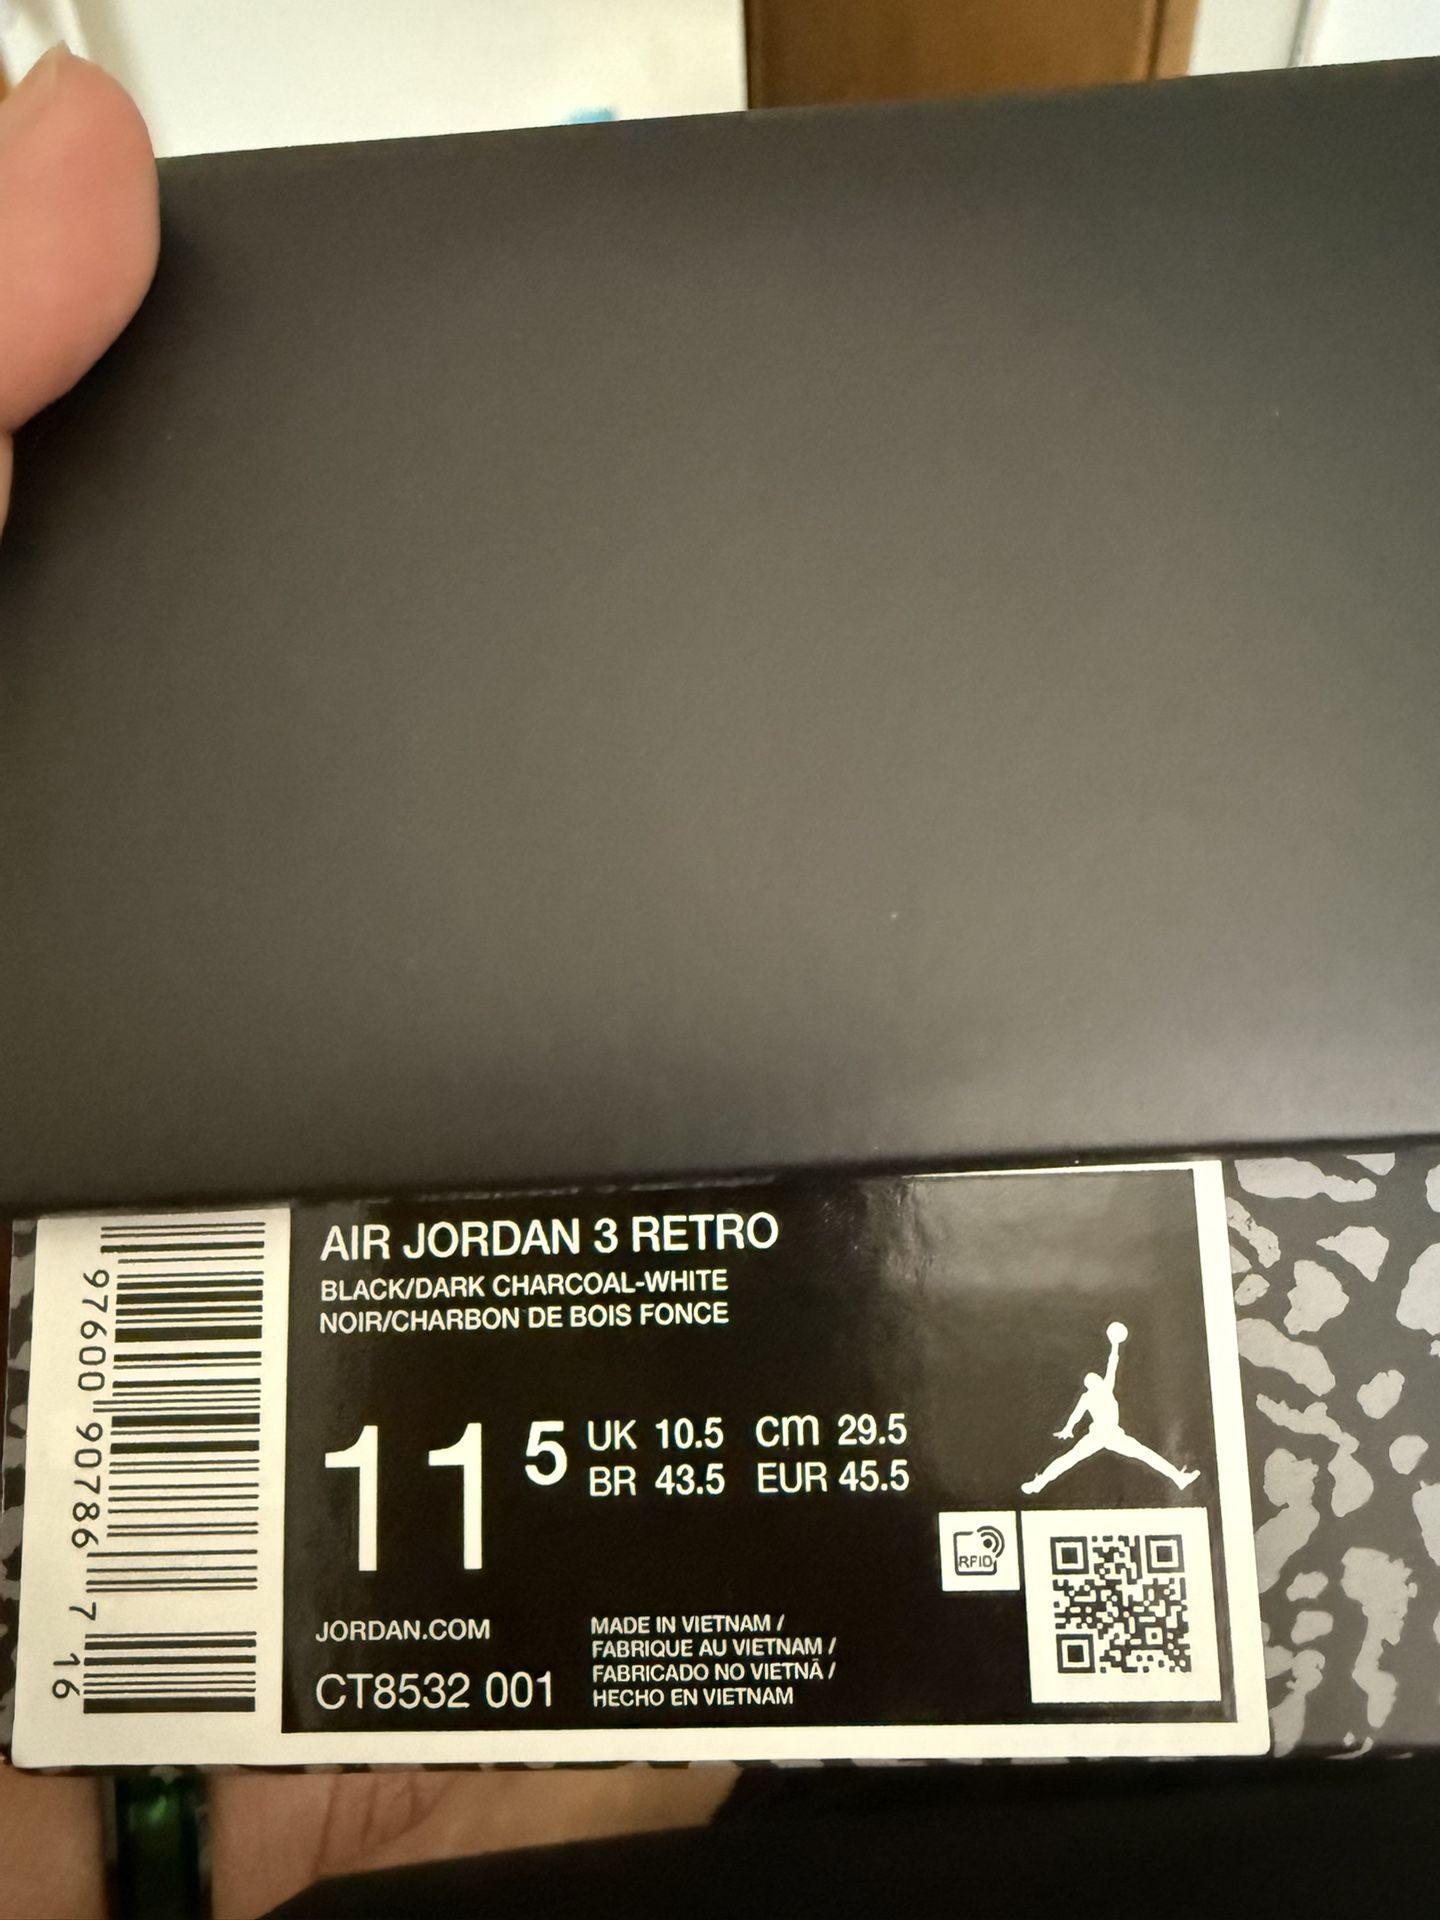 AIR JORDAN 3 RETRO
BLACK/DARK CHARCOAL-WHITE
NOIR/CHARBON DE BOIS FONCE
11 5
UK 10.5 cm 29.5
BR 43.5 EUR 45.5
RFID
JORDAN.COM
CT8532 001
MADE IN VIETNAM /
FABRIQUE AU VIETNAM /
FABRICADO NO VIETNÃ /
HECHO EN VIETNAM
1 97600 90786 7 16